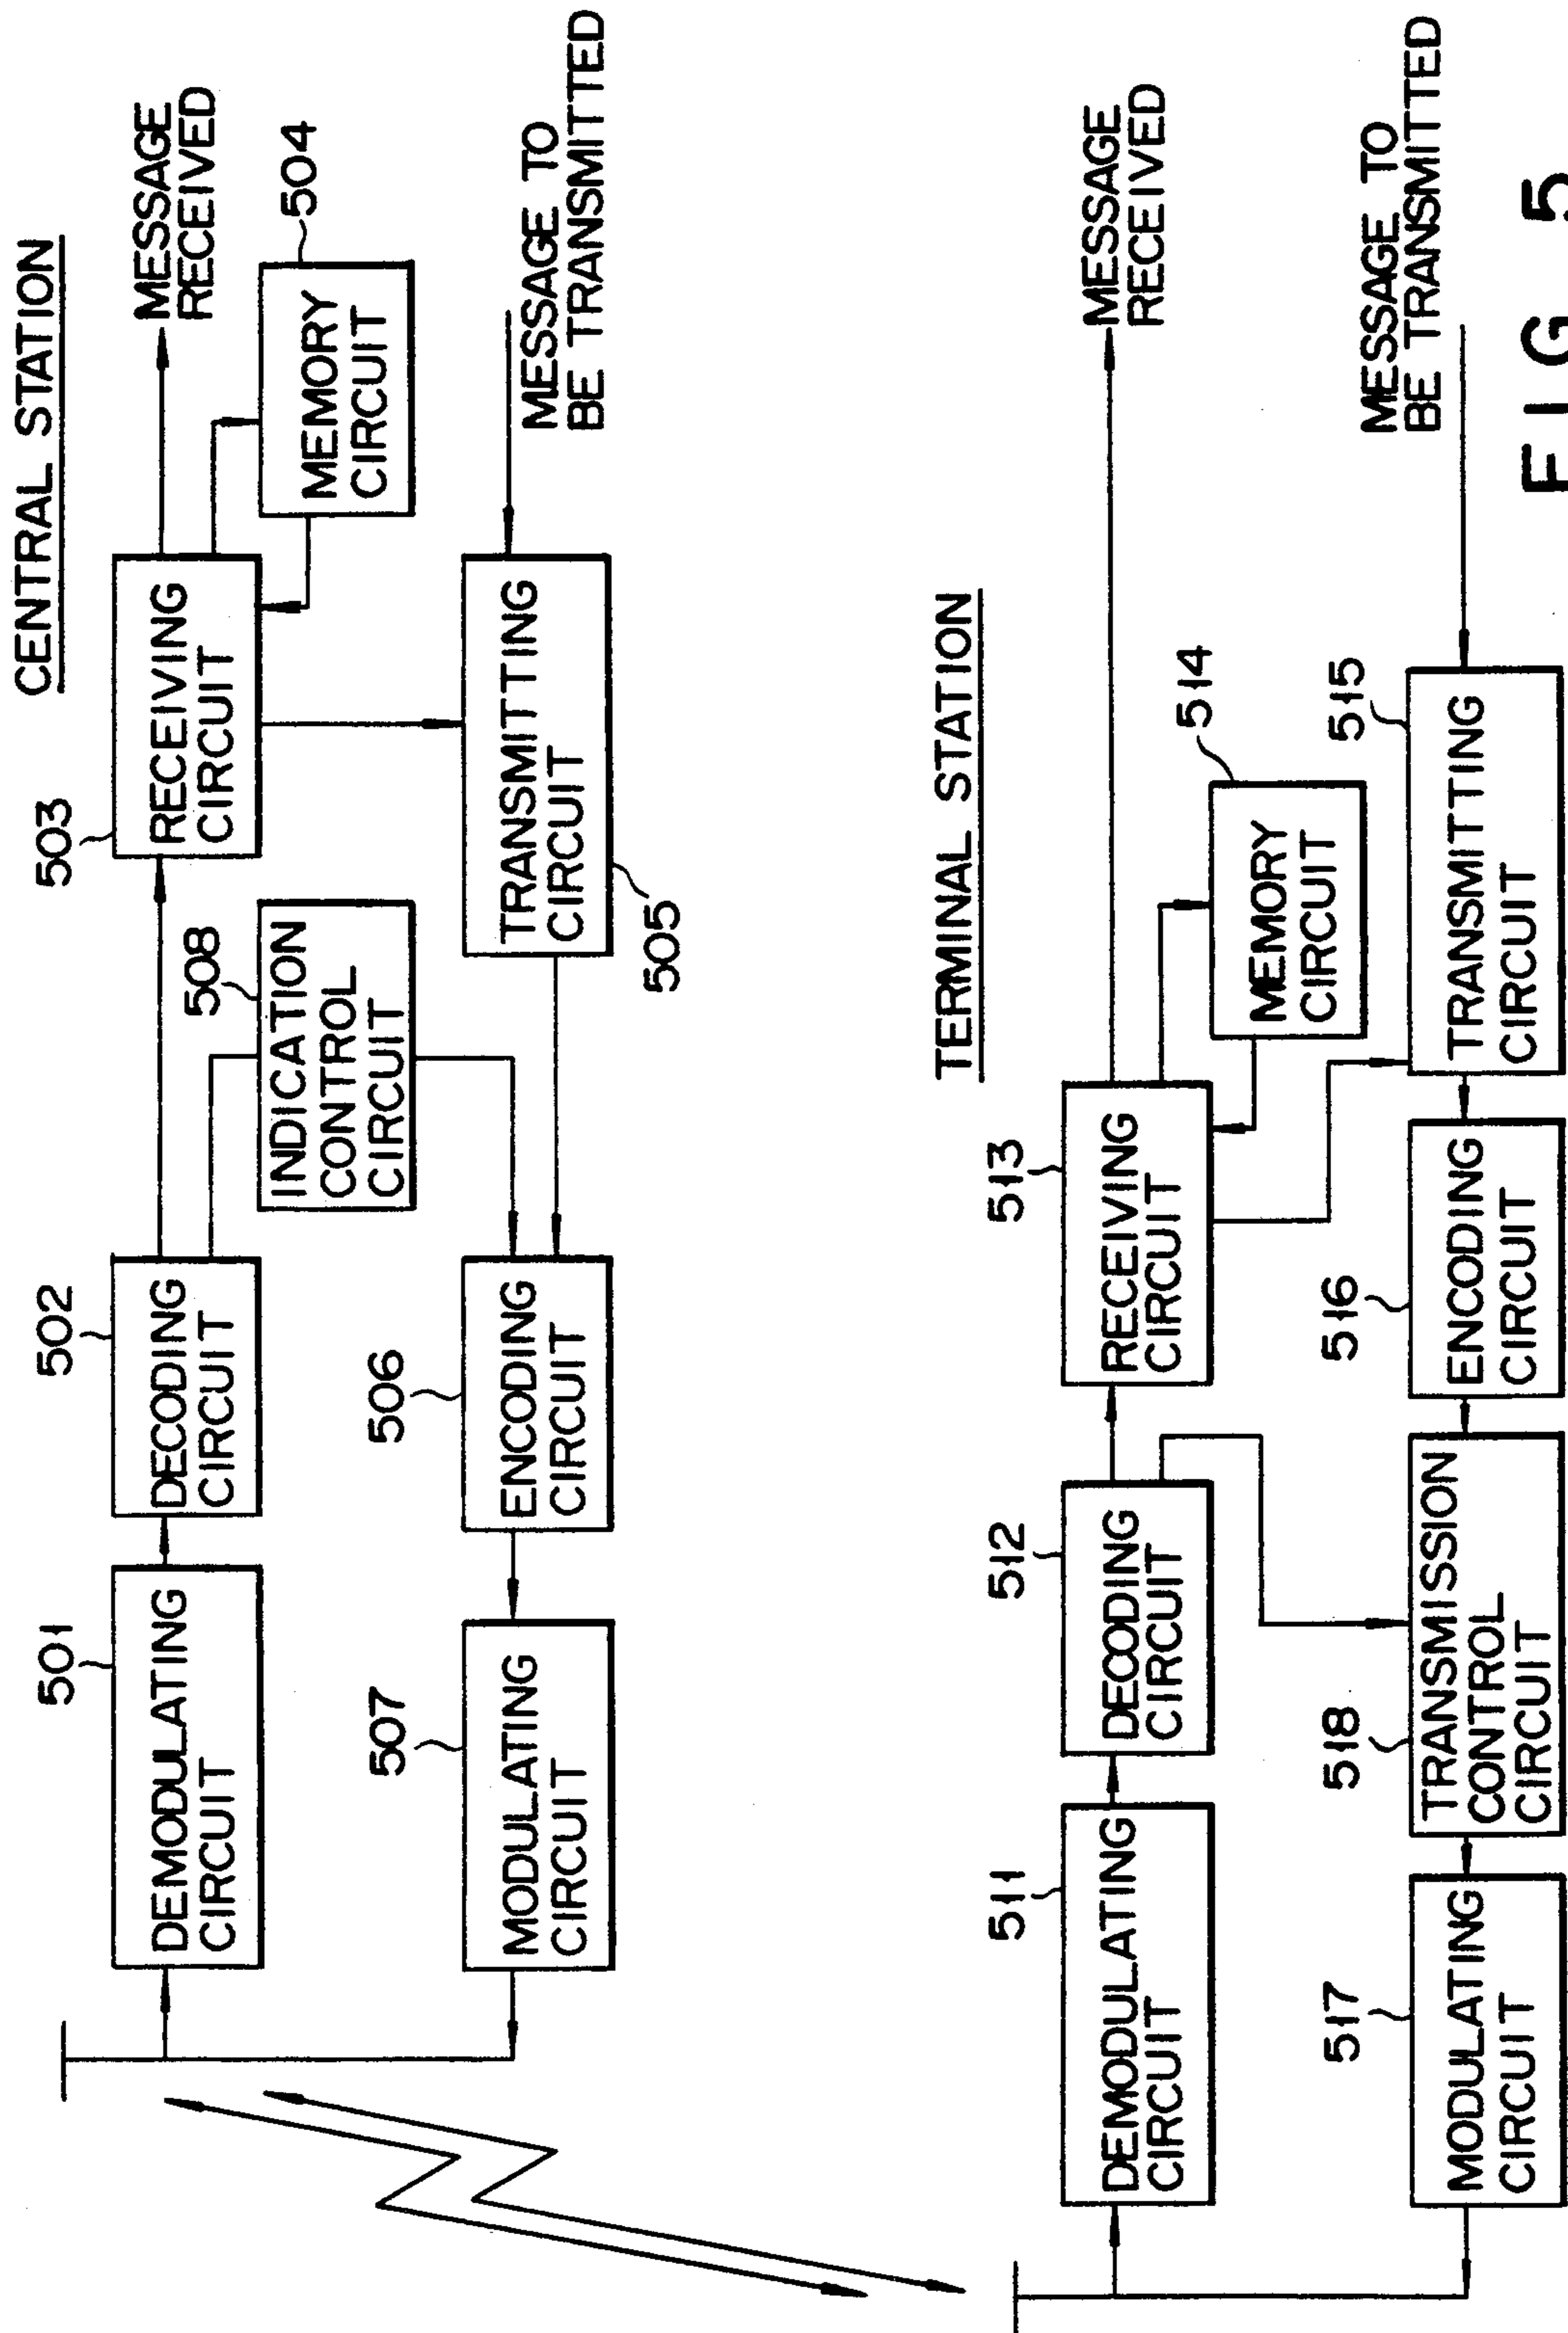 CENTRAL STATION
501
DEMODULATING
CIRCUIT
502
DECODING
CIRCUIT
503
RECEIVING
CIRCUIT
MESSAGE
RECEIVED
508
INDICATION
CONTROL
CIRCUIT
504
MEMORY
CIRCUIT
507
MODULATING
CIRCUIT
506
ENCODING
CIRCUIT
TRANSMITTING
CIRCUIT
505
MESSAGE TO
BE TRANSMITTED
TERMINAL STATION
511
DEMODULATING
CIRCUIT
512
DECODING
CIRCUIT
513
RECEIVING
CIRCUIT
MESSAGE
RECEIVED
514
MEMORY
CIRCUIT
517
MODULATING
CIRCUIT
518
TRANSMISSION
CONTROL
CIRCUIT
516
ENCODING
CIRCUIT
515
TRANSMITTING
CIRCUIT
MESSAGE TO
BE TRANSMITTED
FIG 5